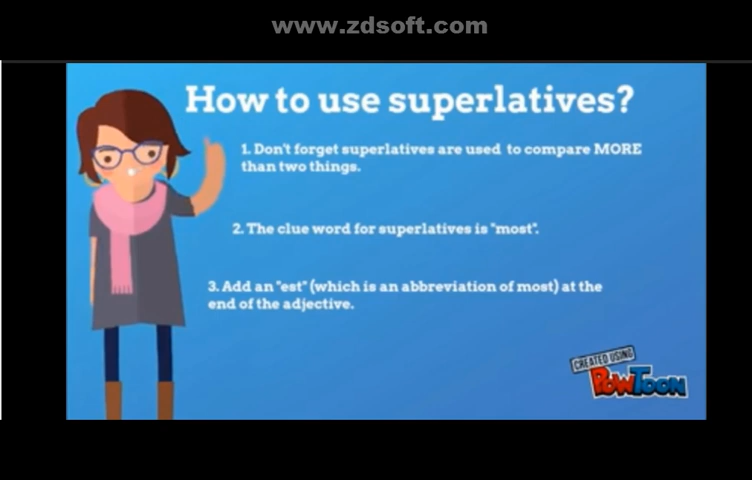 www.zdsoft.com
How to use superlatives?
1. Don't forget superlatives are used to compare MORE
than two things.
2. The clue word for superlatives is "most".
3. Add an "est" (which is an abbreviation of most) at the
end of the adjective.
CREATED USING
POWTOON